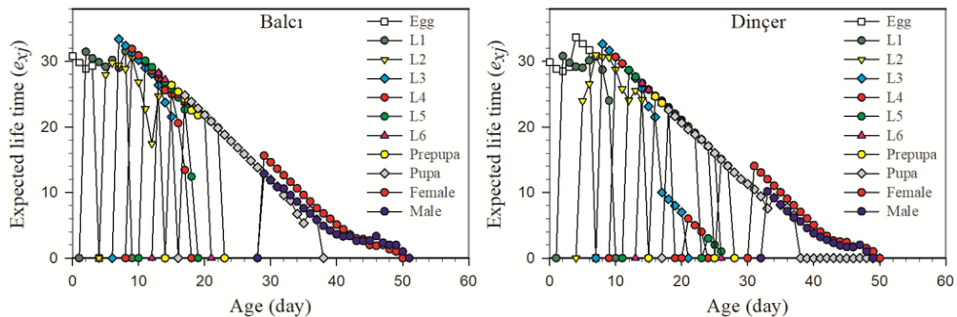 Balcı
Expected life time (exj)
30
20
10
0
Egg
L1
L2
L3
L4
L5
L6
Prepupa
Pupa
Female
Male
0 10 20 30 40 50 60
Age (day)
Dinçer
Expected life time (exj)
30
20
10
0
Egg
L1
L2
L3
L4
L5
L6
Prepupa
Pupa
Female
Male
0 10 20 30 40 50 60
Age (day)